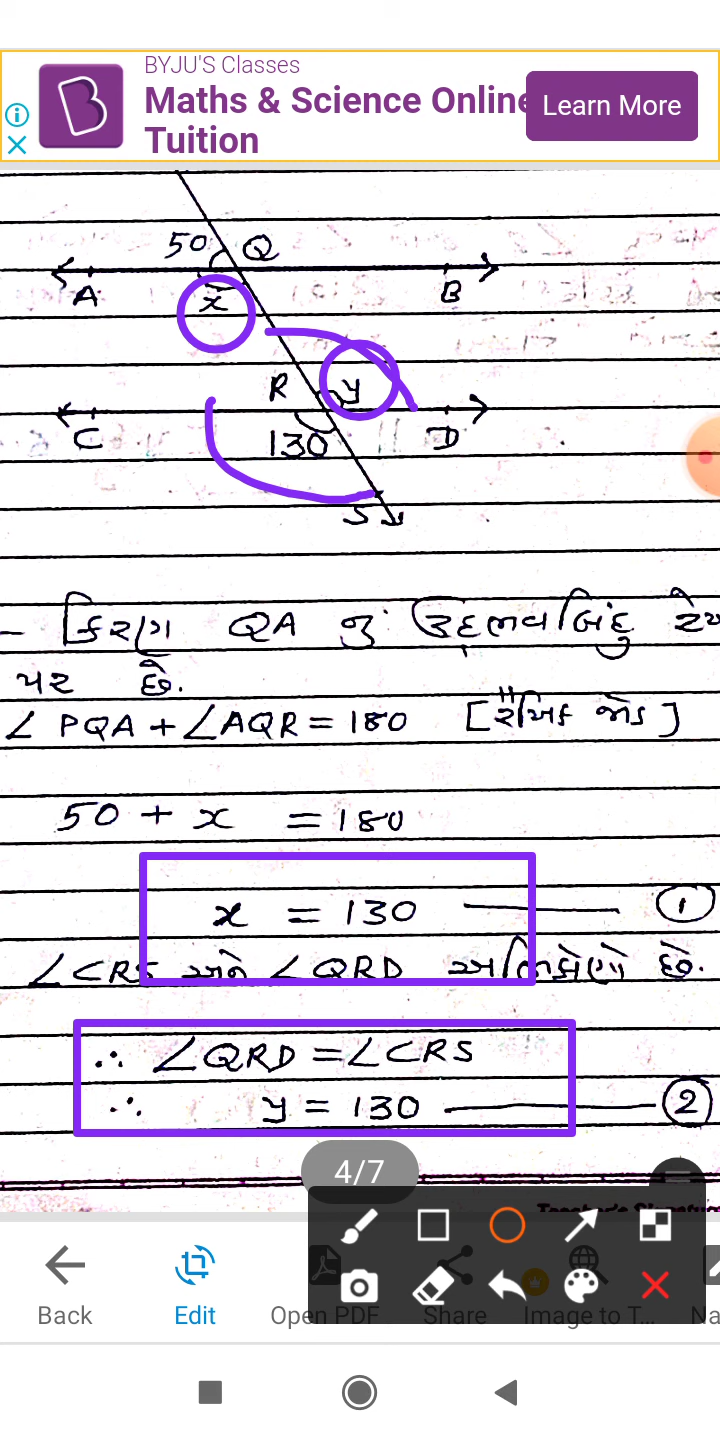 BYJU'S Classes
Maths & Science Online
Tuition
Learn More
50 Q
A x B
R y
C 130 D
S
- કિરણ QA નું ઉદ્દભવબિંદુ
પર છે.
∠ PQA + ∠AQR = 180 [રૈખિક જોડ]
50 + x = 180
x = 130 ①
∠CRS અને ∠QRD અભિકોણો છે.
∴ ∠QRD = ∠CRS
∴ y = 130 ②
4/7
Back Edit Open PDF Share Image to T... Na